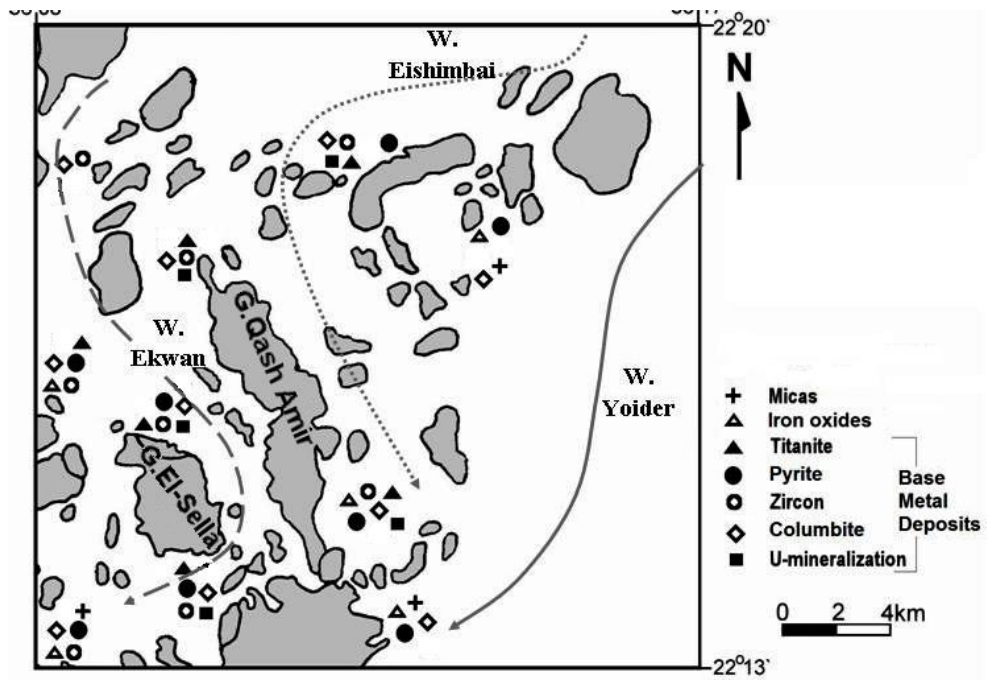 22°20'
W.
Eishimbai
N
G.Qash Amir
W.
Ekwan
W.
Yoider
G.El-Sella
Micas
Iron oxides
Titanite
Pyrite
Zircon
Columbite
U-mineralization
Base
Metal
Deposits
0 2 4km
22°13'